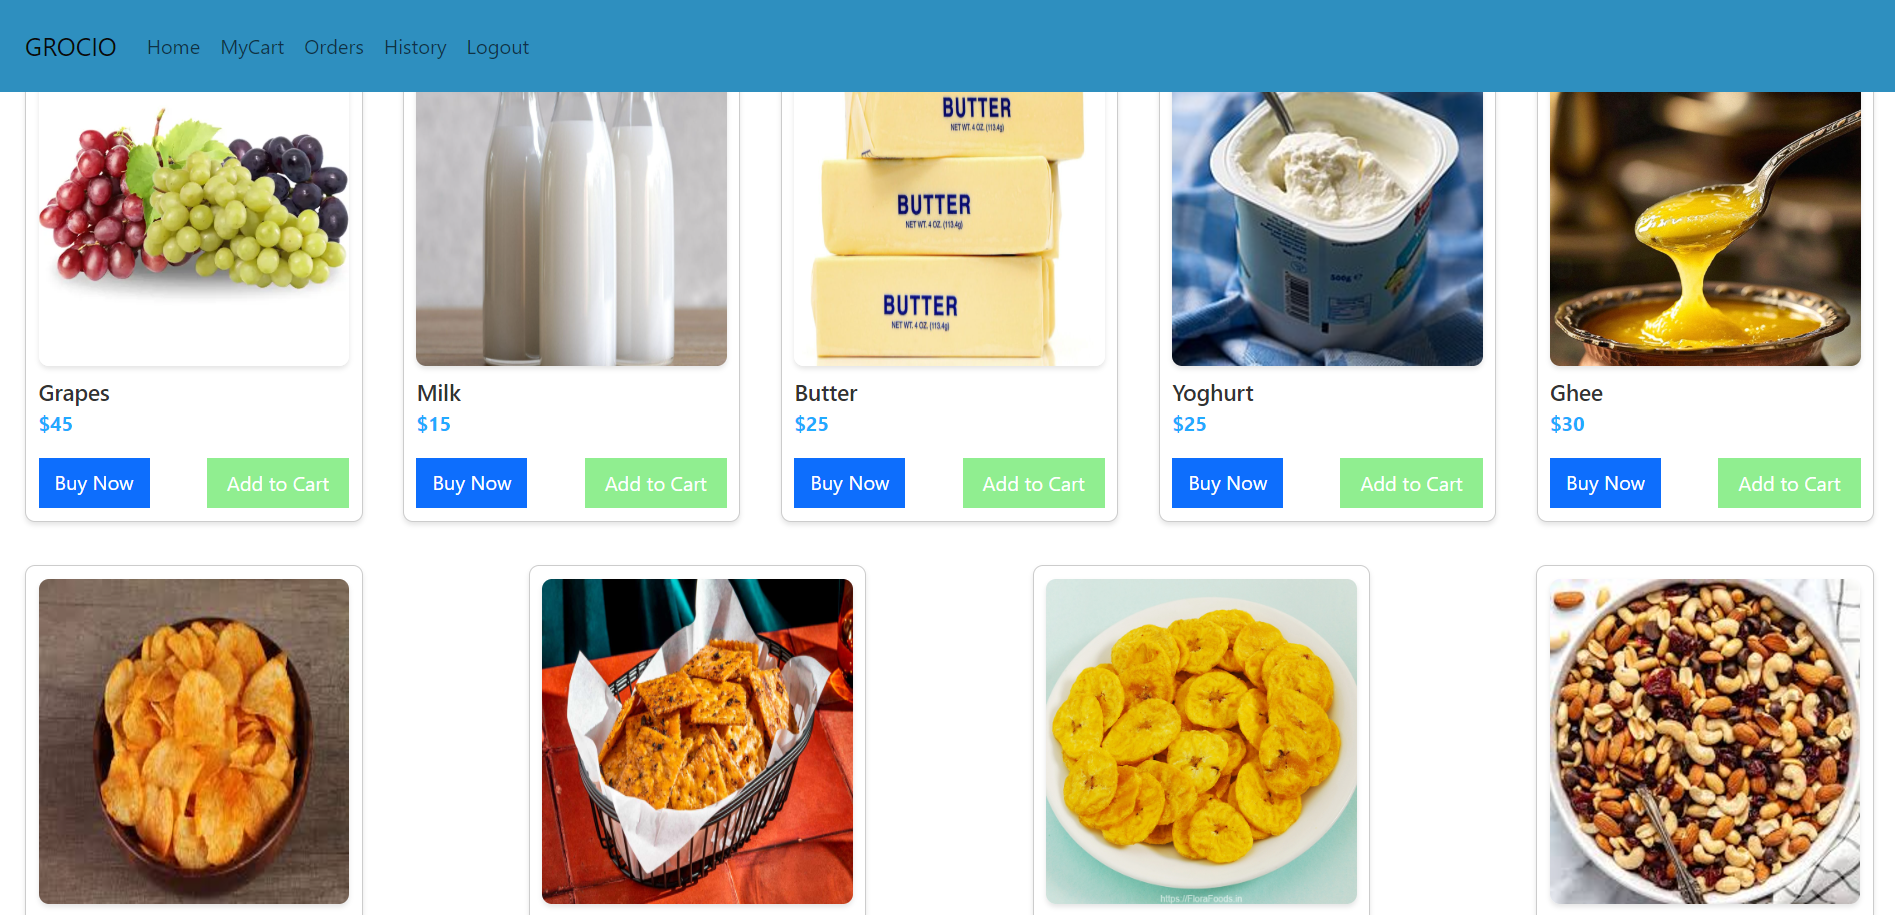 GROCIO Home MyCart Orders History Logout
BUTTER
NET WT. 4 OZ. (113.4g)
BUTTER
NET WT. 4 OZ. (113.4g)
BUTTER
NET WT. 4 OZ. (113.4g)
500g e
Grapes Milk Butter Yoghurt Ghee
$45 $15 $25 $25 $30
Buy Now Add to Cart Buy Now Add to Cart Buy Now Add to Cart Buy Now Add to Cart Buy Now Add to Cart
https://FloraFoods.in